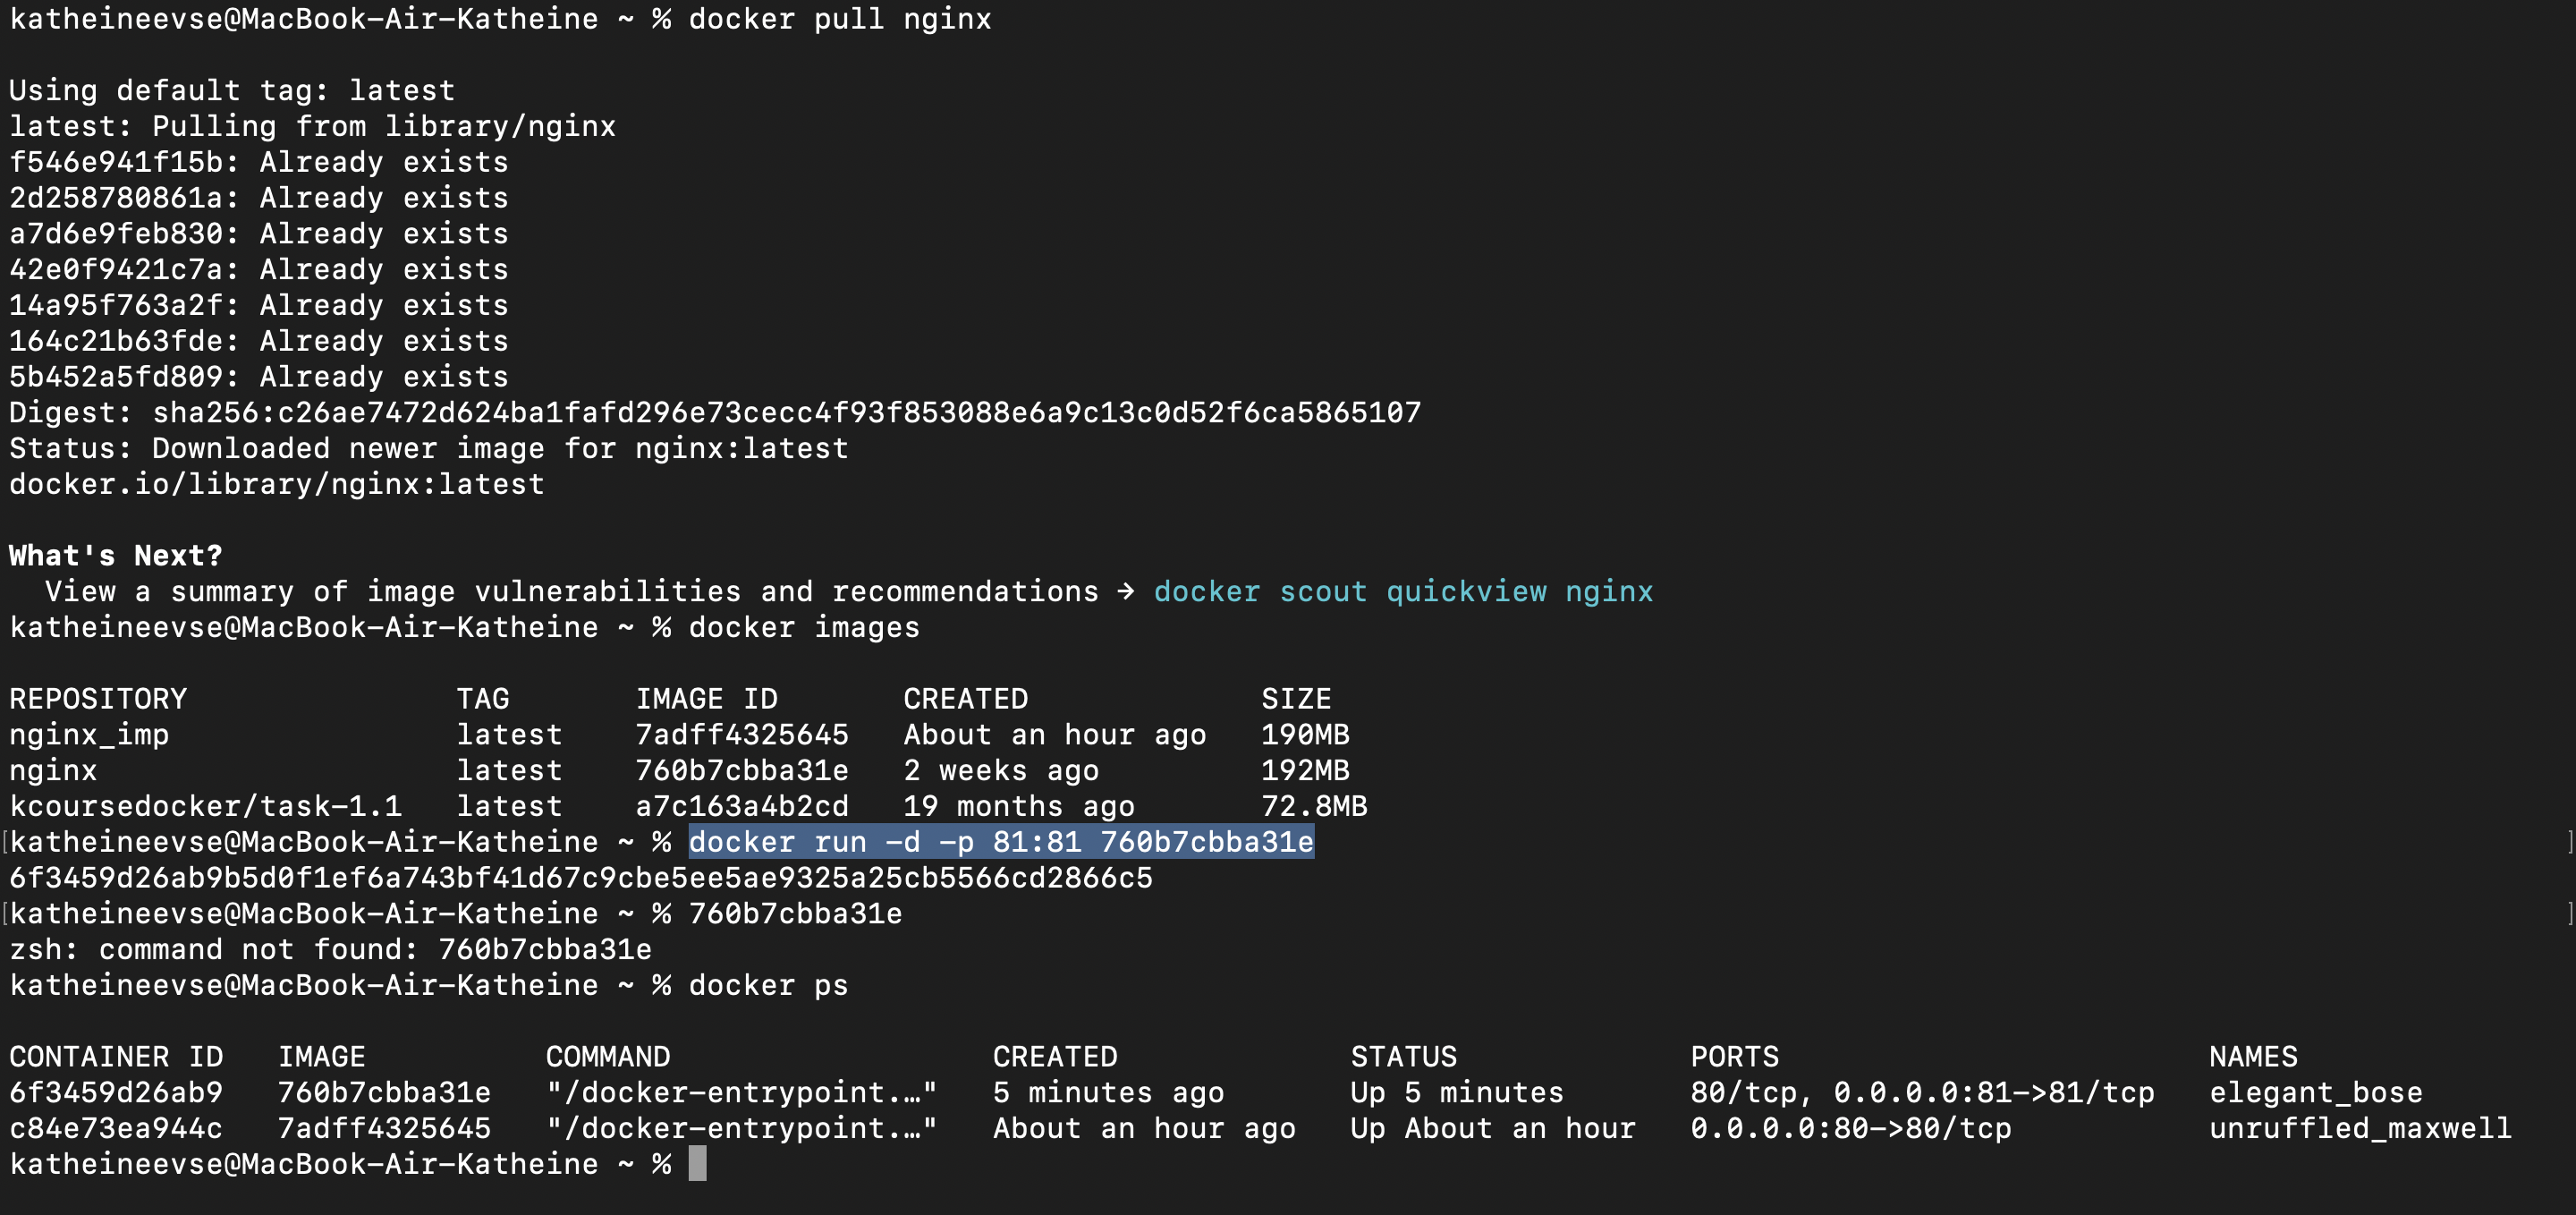 katheineevse@MacBook-Air-Katheine ~ % docker pull nginx
Using default tag: latest
latest: Pulling from library/nginx
f546e941f15b: Already exists
2d258780861a: Already exists
a7d6e9feb830: Already exists
42e0f9421c7a: Already exists
14a95f763a2f: Already exists
164c21b63fde: Already exists
5b452a5fd809: Already exists
Digest: sha256:c26ae7472d624ba1fafd296e73cecc4f93f853088e6a9c13c0d52f6ca5865107
Status: Downloaded newer image for nginx:latest
docker.io/library/nginx:latest
What's Next?
View a summary of image vulnerabilities and recommendations → docker scout quickview nginx
katheineevse@MacBook-Air-Katheine ~ % docker images
REPOSITORY TAG IMAGE ID CREATED SIZE
nginx_imp latest 7adff4325645 About an hour ago 190MB
nginx latest 760b7cbba31e 2 weeks ago 192MB
kcoursedocker/task-1.1 latest a7c163a4b2cd 19 months ago 72.8MB
[katheineevse@MacBook-Air-Katheine ~ % docker run -d -p 81:81 760b7cbba31e ]
6f3459d26ab9b5d0f1ef6a743bf41d67c9cbe5ee5ae9325a25cb5566cd2866c5
[katheineevse@MacBook-Air-Katheine ~ % 760b7cbba31e ]
zsh: command not found: 760b7cbba31e
katheineevse@MacBook-Air-Katheine ~ % docker ps
CONTAINER ID IMAGE COMMAND CREATED STATUS PORTS NAMES
6f3459d26ab9 760b7cbba31e "/docker-entrypoint.…" 5 minutes ago Up 5 minutes 80/tcp, 0.0.0.0:81->81/tcp elegant_bose
c84e73ea944c 7adff4325645 "/docker-entrypoint.…" About an hour ago Up About an hour 0.0.0.0:80->80/tcp unruffled_maxwell
katheineevse@MacBook-Air-Katheine ~ %